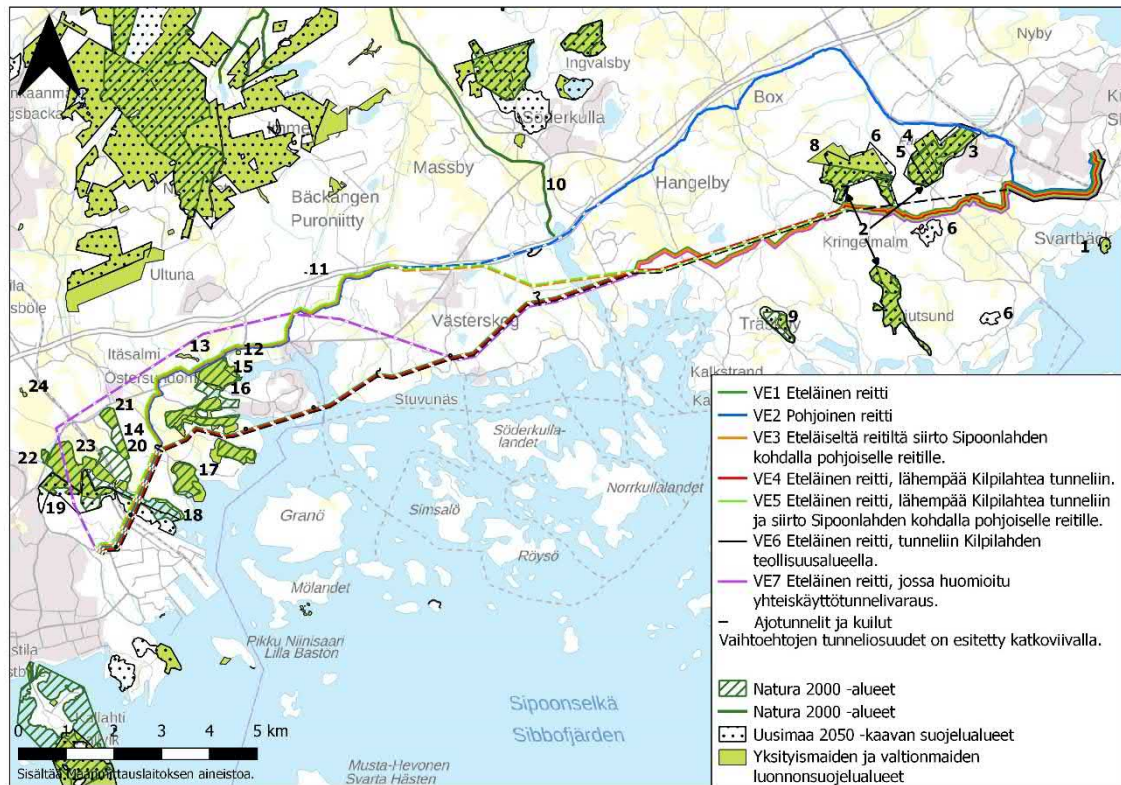 Nyby
Ingvalsby
Box
Söderkulla
Massby
8
6
4
5
3
10
Hangelby
Bäckängen
Puroniitty
2
6
Kringelmalm
Svartbäck
1
Ultuna
11
Västerskog
9
6
13
12
Itäsalmi
Östersundom
15
24
16
Kalkstrand
Stuvunäs
21
14
23
20
22
17
19
18
Söderkulla-
landet
Norrkullalandet
Simsalö
Granö
Röysö
Mölandet
Pikku Niinisaari
Lilla Bastön
Kallahti
Sipoonselkä
Sibbofjärden
Musta-Hevonen
Svarta Hästen
0 1 2 3 4 5 km
Sisältää Maanmittauslaitoksen aineistoa.
VE1 Eteläinen reitti
VE2 Pohjoinen reitti
VE3 Eteläiseltä reitiltä siirto Sipoonlahden
kohdalla pohjoiselle reitille.
VE4 Eteläinen reitti, lähempää Kilpilahtea tunneliin.
VE5 Eteläinen reitti, lähempää Kilpilahtea tunneliin
ja siirto Sipoonlahden kohdalla pohjoiselle reitille.
VE6 Eteläinen reitti, tunneliin Kilpilahden
teollisuusalueella.
VE7 Eteläinen reitti, jossa huomioitu
yhteiskäyttötunnelivaraus.
Ajotunnelit ja kuilut
Vaihtoehtojen tunneliosuudet on esitetty katkoviivalla.
Natura 2000 -alueet
Natura 2000 -alueet
Uusimaa 2050 -kaavan suojelualueet
Yksityismaiden ja valtionmaiden
luonnonsuojelualueet